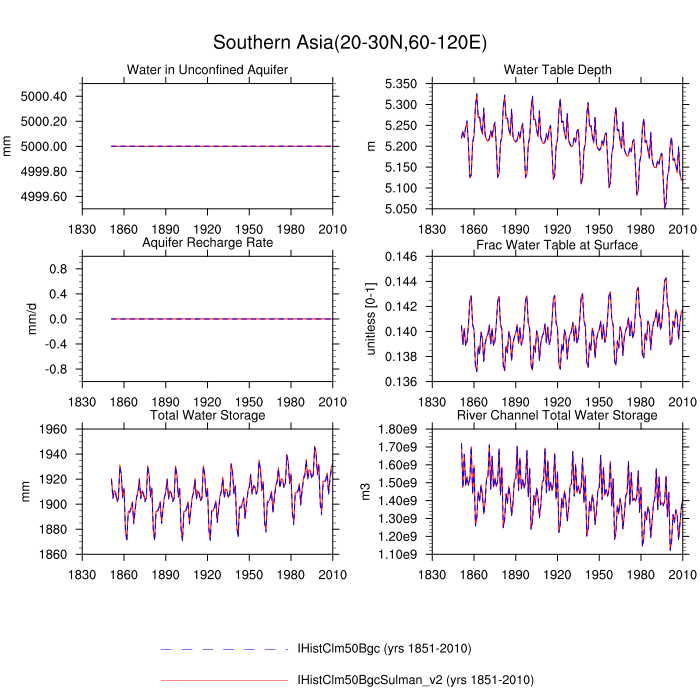 Southern Asia(20-30N,60-120E)
Water in Unconfined Aquifer
5000.40
5000.20
5000.00
4999.80
4999.60
mm
1830 1860 1890 1920 1950 1980 2010
Water Table Depth
5.350
5.300
5.250
5.200
5.150
5.100
5.050
m
1830 1860 1890 1920 1950 1980 2010
Aquifer Recharge Rate
0.8
0.4
0.0
-0.4
-0.8
mm/d
1830 1860 1890 1920 1950 1980 2010
Frac Water Table at Surface
0.146
0.144
0.142
0.140
0.138
0.136
unitless [0-1]
1830 1860 1890 1920 1950 1980 2010
Total Water Storage
1960
1940
1920
1900
1880
1860
mm
1830 1860 1890 1920 1950 1980 2010
River Channel Total Water Storage
1.80e9
1.70e9
1.60e9
1.50e9
1.40e9
1.30e9
1.20e9
1.10e9
m3
1830 1860 1890 1920 1950 1980 2010
IHistClm50Bgc (yrs 1851-2010)
IHistClm50BgcSulman_v2 (yrs 1851-2010)